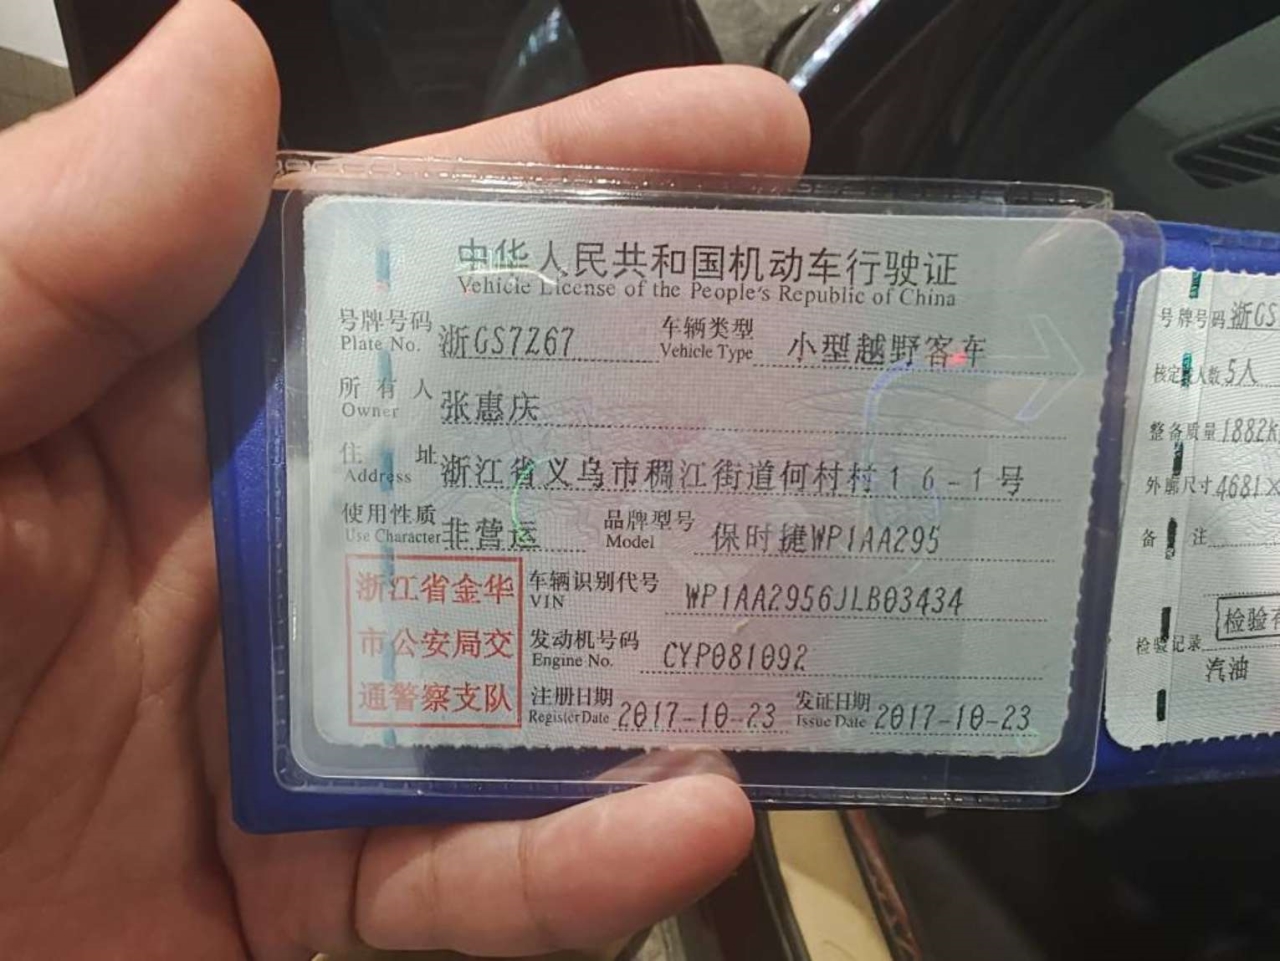 中华人民共和国机动车行驶证
Vehicle License of the People's Republic of China
号牌号码 浙GS7267 车辆类型 小型越野客车
Plate No. Vehicle Type
所有人 张惠庆
Owner
住址 浙江省义乌市稠江街道何村村16-1号
Address
使用性质 非营运 品牌型号 保时捷WP1AA295
Use Character Model
浙江省金华
市公安局交
通警察支队
车辆识别代号 WP1AA2956JLB03434
VIN
发动机号码 CYP081092
Engine No.
注册日期 2017-10-23 发证日期 2017-10-23
Register Date Issue Date
号牌号码 浙GS
核定 人数 5人
整备质量 1882K
外廓尺寸 4681X
备注
检验有
检验记录
汽油